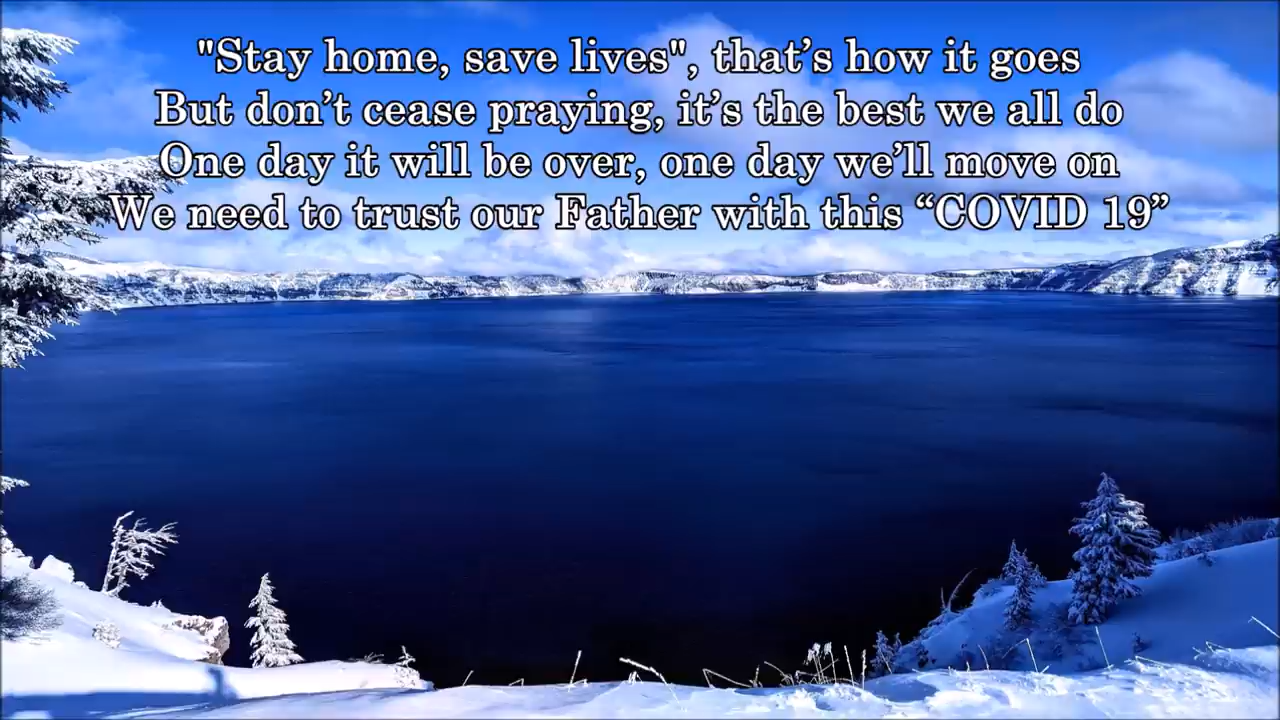 "Stay home, save lives", that’s how it goes
But don’t cease praying, it’s the best we all do
One day it will be over, one day we’ll move on
We need to trust our Father with this “COVID 19”